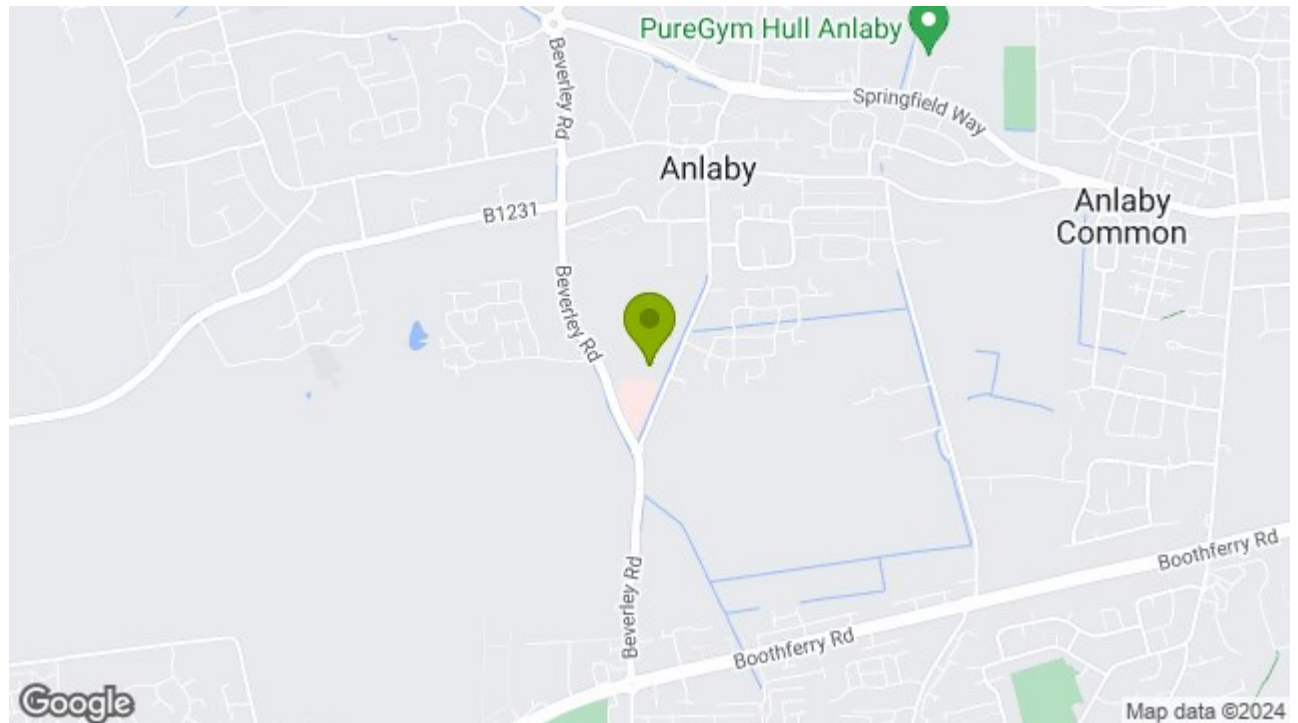 PureGym Hull Anlaby
Beverley Rd
Springfield Way
Anlaby
Anlaby
Common
B1231
Beverley Rd
Boothferry Rd
Beverley Rd
Boothferry Rd
Google
Map data ©2024